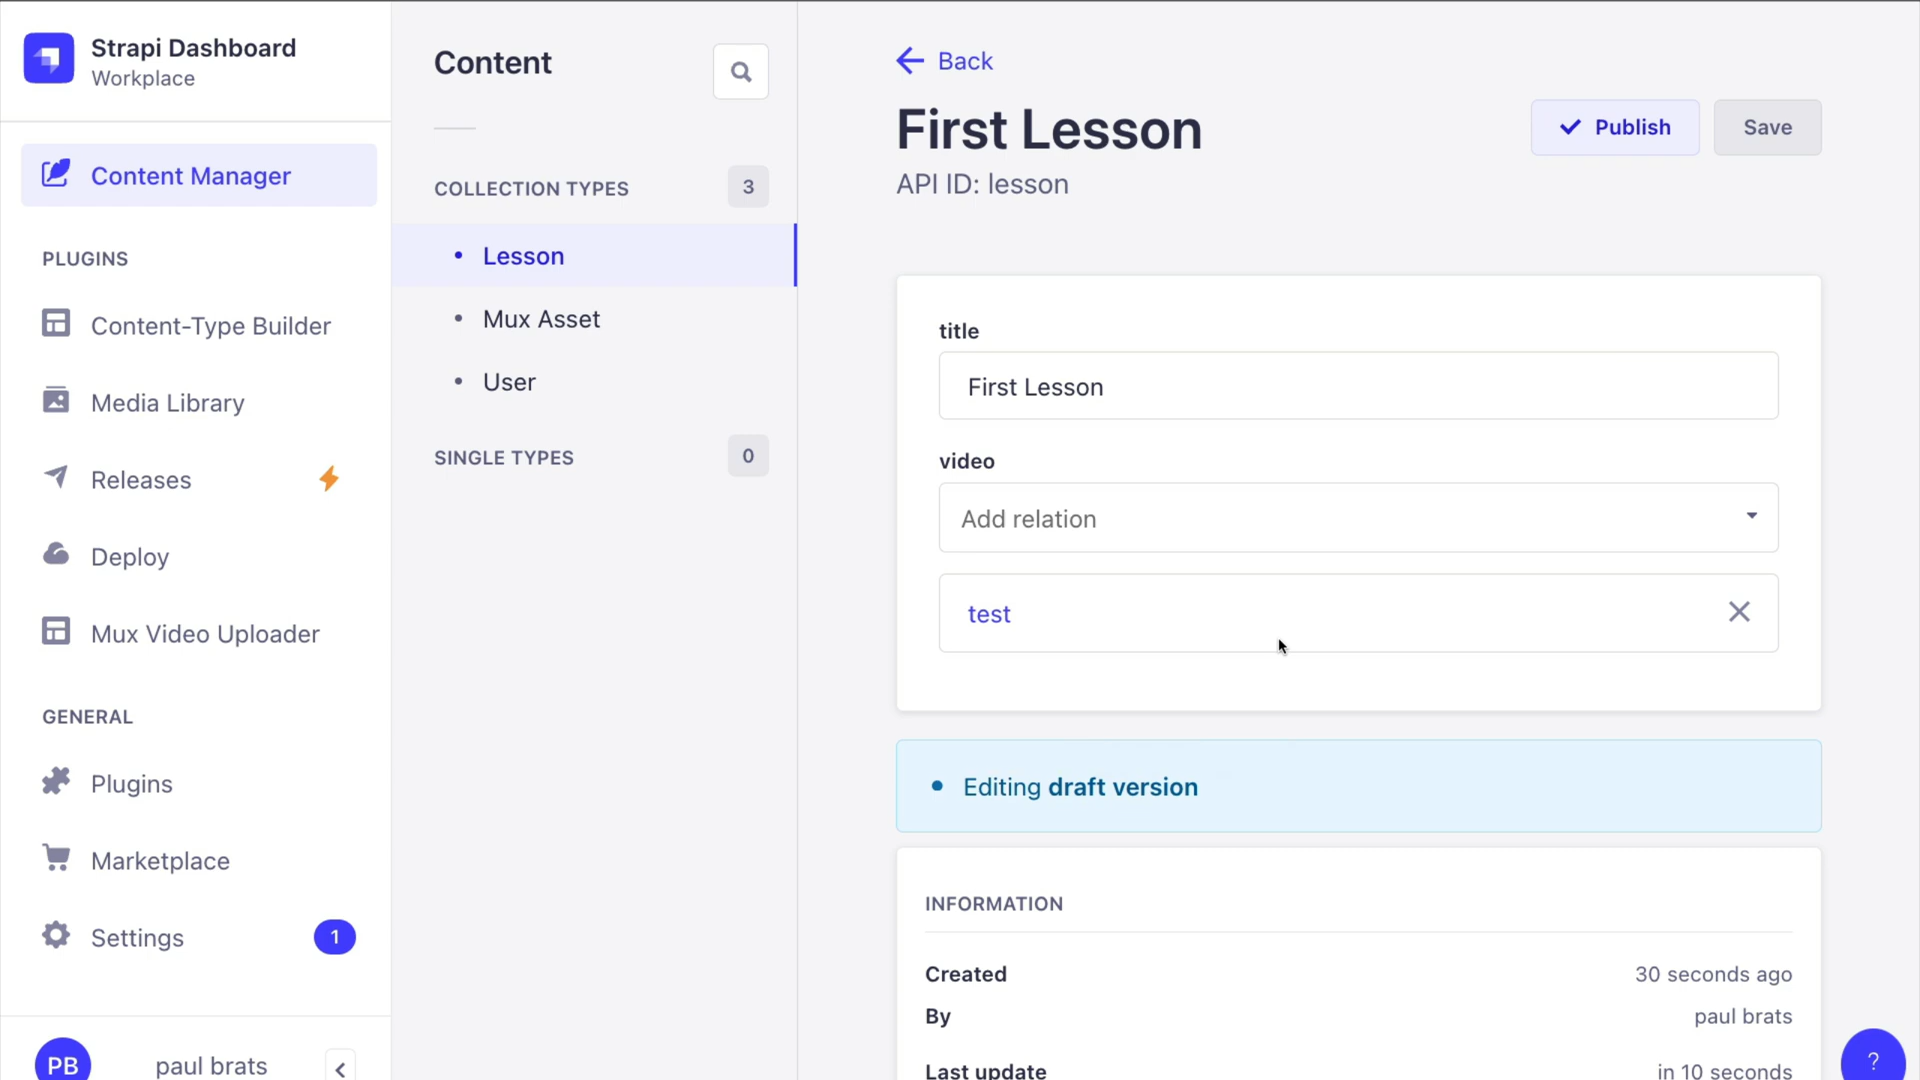 Strapi Dashboard
Workplace
Content Manager
PLUGINS
Content-Type Builder
Media Library
Releases
Deploy
Mux Video Uploader
GENERAL
Plugins
Marketplace
Settings
1
PB
paul brats
Content
COLLECTION TYPES
3
Lesson
Mux Asset
User
SINGLE TYPES
0
Back
First Lesson
API ID: lesson
Publish
Save
title
First Lesson
video
Add relation
test
Editing draft version
INFORMATION
Created
30 seconds ago
By
paul brats
Last update
in 10 seconds
?